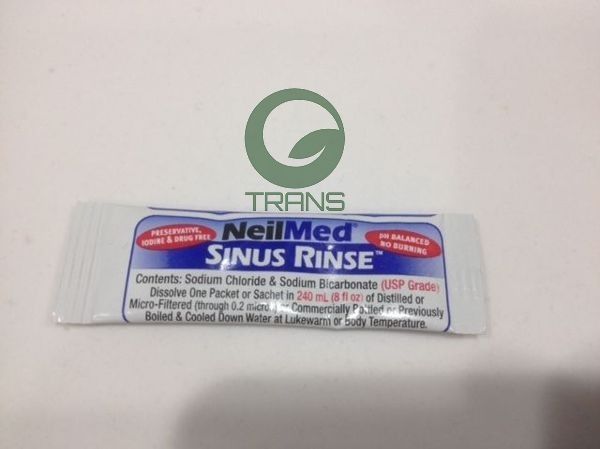 TRANS
PRESERVATIVE,
IODINE & DRUG FREE
NeilMed®
pH BALANCED
NO BURNING
SINUS RINSE™
Contents: Sodium Chloride & Sodium Bicarbonate (USP Grade)
Dissolve One Packet or Sachet in 240 mL (8 fl oz) of Distilled or
Micro-Filtered (through 0.2 micron) or Commercially Bottled or Previously
Boiled & Cooled Down Water at Lukewarm or Body Temperature.